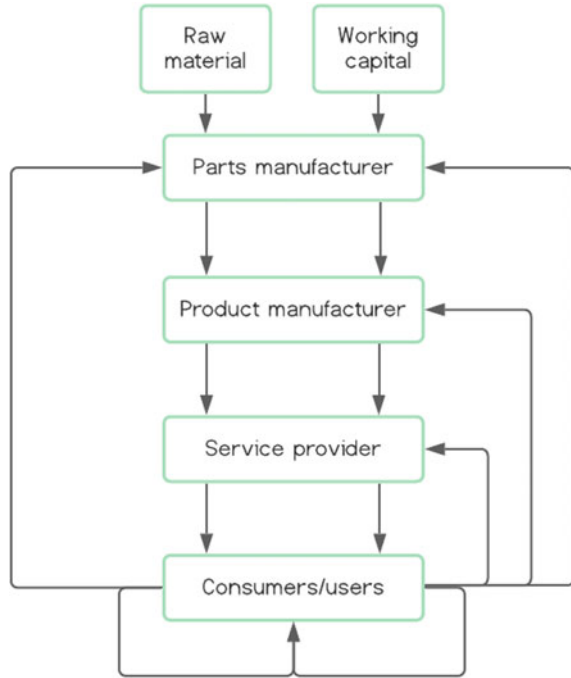 Raw
material
Working
capital
Parts manufacturer
Product manufacturer
Service provider
Consumers/users